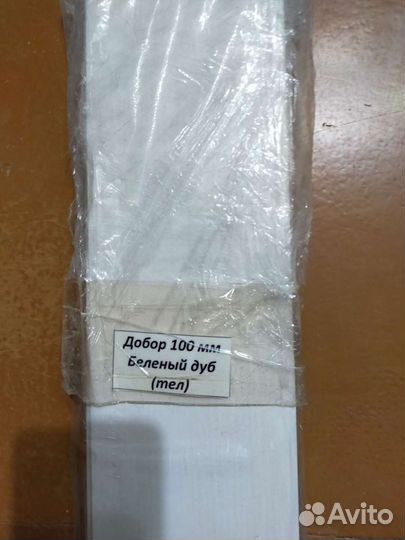 Добор 100 мм
Беленый дуб
(тел)
Avito